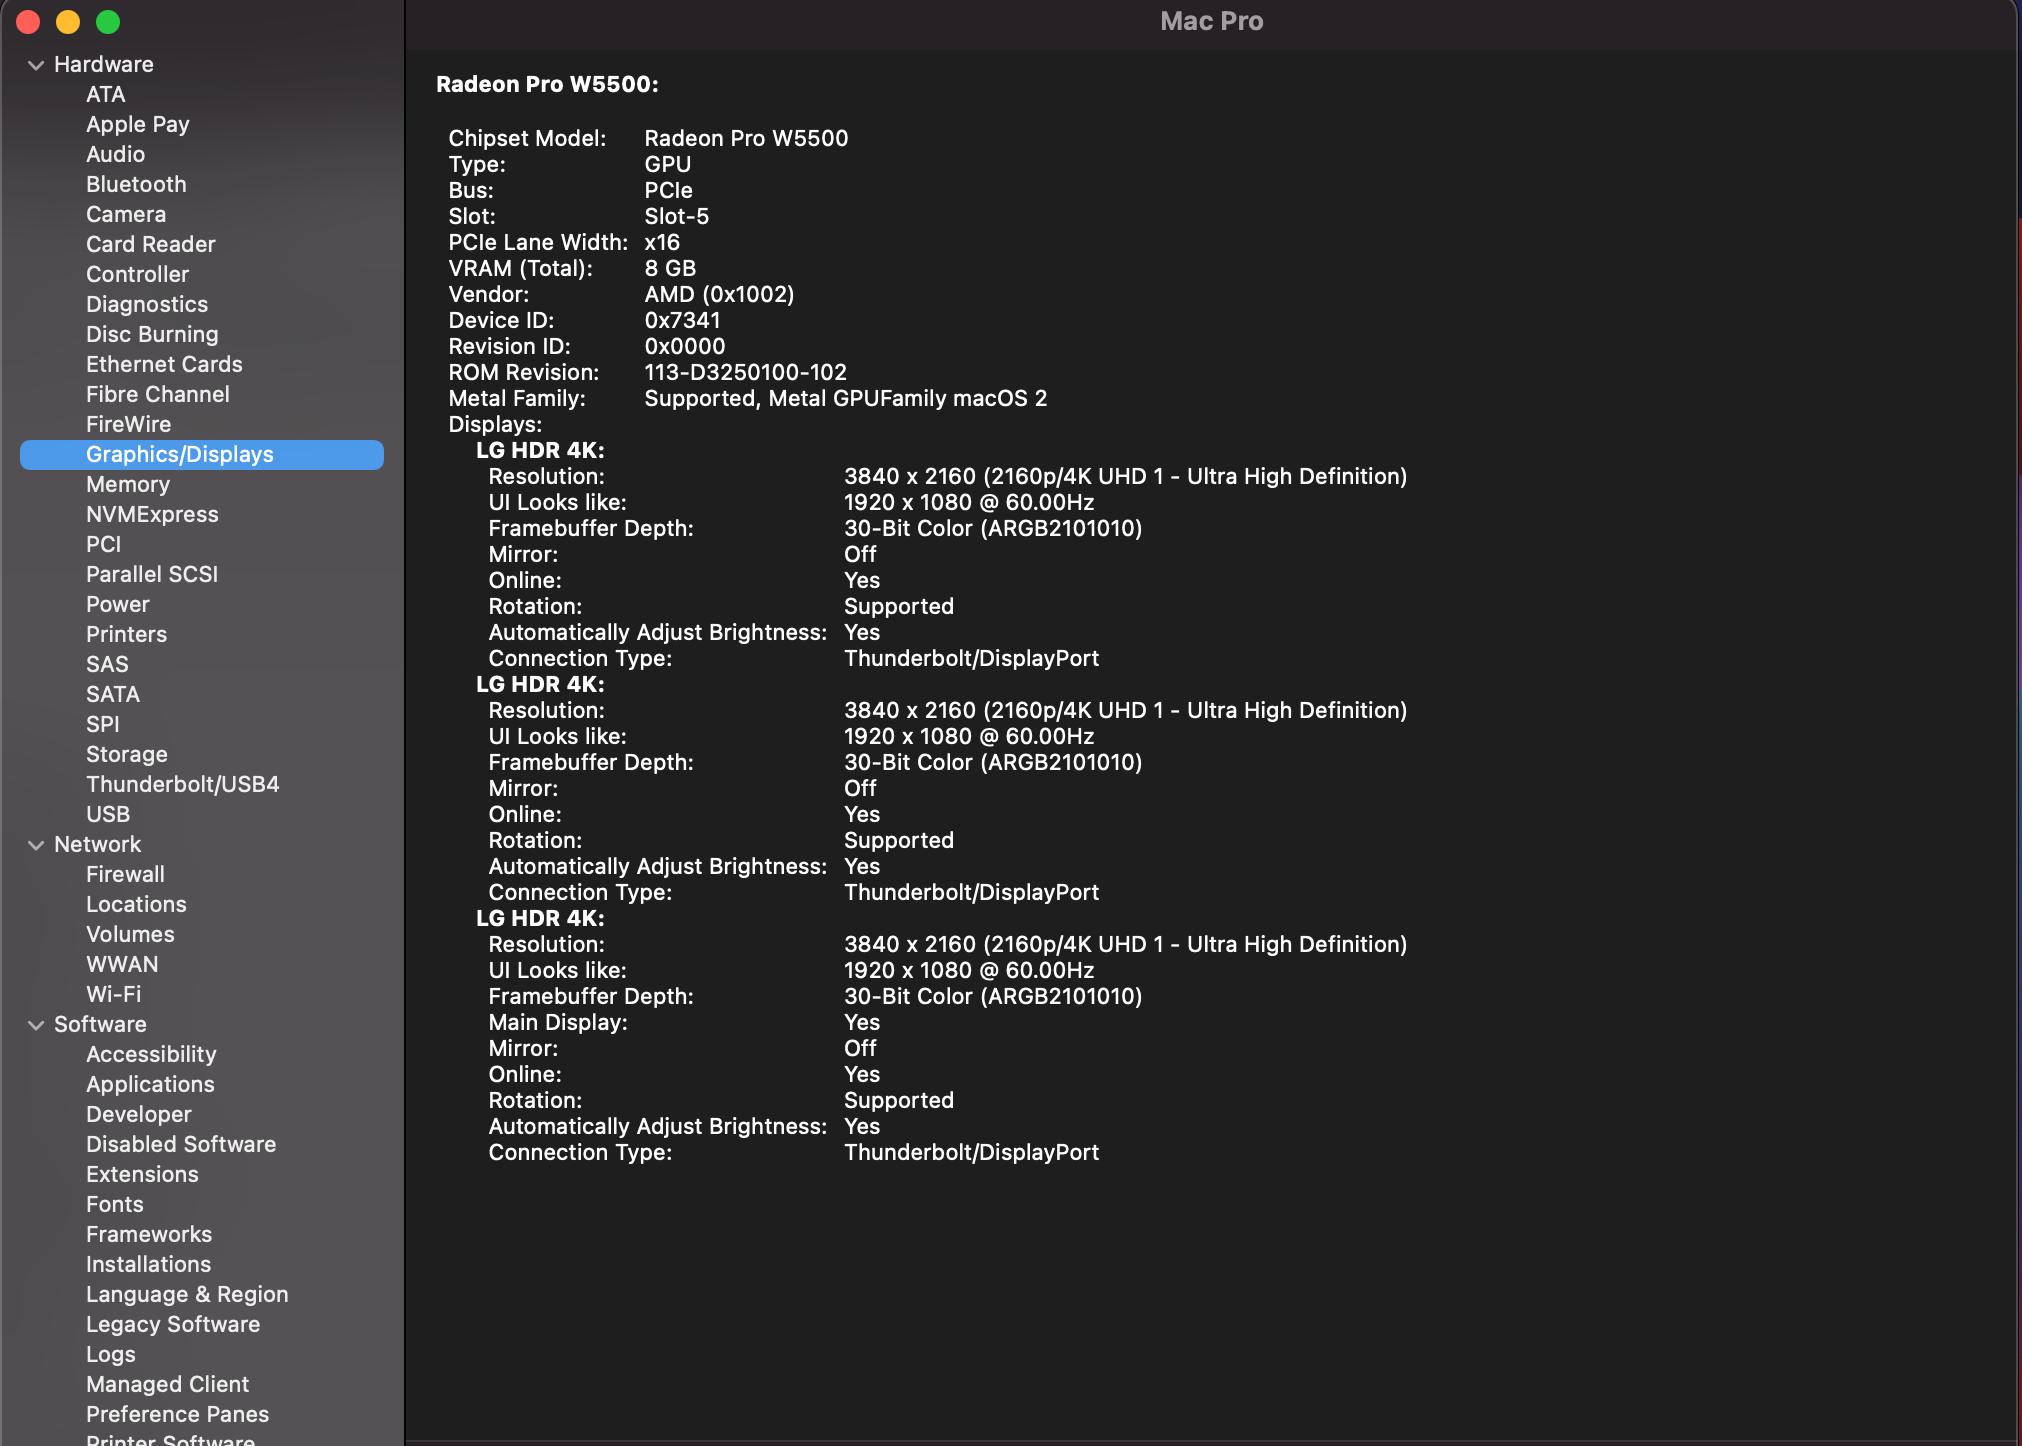 Mac Pro
Hardware
ATA
Apple Pay
Audio
Bluetooth
Camera
Card Reader
Controller
Diagnostics
Disc Burning
Ethernet Cards
Fibre Channel
FireWire
Graphics/Displays
Memory
NVMExpress
PCI
Parallel SCSI
Power
Printers
SAS
SATA
SPI
Storage
Thunderbolt/USB4
USB
Network
Firewall
Locations
Volumes
WWAN
Wi-Fi
Software
Accessibility
Applications
Developer
Disabled Software
Extensions
Fonts
Frameworks
Installations
Language & Region
Legacy Software
Logs
Managed Client
Preference Panes
Printer Software
Radeon Pro W5500:
Chipset Model: Radeon Pro W5500
Type: GPU
Bus: PCIe
Slot: Slot-5
PCIe Lane Width: x16
VRAM (Total): 8 GB
Vendor: AMD (0x1002)
Device ID: 0x7341
Revision ID: 0x0000
ROM Revision: 113-D3250100-102
Metal Family: Supported, Metal GPUFamily macOS 2
Displays:
LG HDR 4K:
Resolution: 3840 x 2160 (2160p/4K UHD 1 - Ultra High Definition)
UI Looks like: 1920 x 1080 @ 60.00Hz
Framebuffer Depth: 30-Bit Color (ARGB2101010)
Mirror: Off
Online: Yes
Rotation: Supported
Automatically Adjust Brightness: Yes
Connection Type: Thunderbolt/DisplayPort
LG HDR 4K:
Resolution: 3840 x 2160 (2160p/4K UHD 1 - Ultra High Definition)
UI Looks like: 1920 x 1080 @ 60.00Hz
Framebuffer Depth: 30-Bit Color (ARGB2101010)
Mirror: Off
Online: Yes
Rotation: Supported
Automatically Adjust Brightness: Yes
Connection Type: Thunderbolt/DisplayPort
LG HDR 4K:
Resolution: 3840 x 2160 (2160p/4K UHD 1 - Ultra High Definition)
UI Looks like: 1920 x 1080 @ 60.00Hz
Framebuffer Depth: 30-Bit Color (ARGB2101010)
Main Display: Yes
Mirror: Off
Online: Yes
Rotation: Supported
Automatically Adjust Brightness: Yes
Connection Type: Thunderbolt/DisplayPort